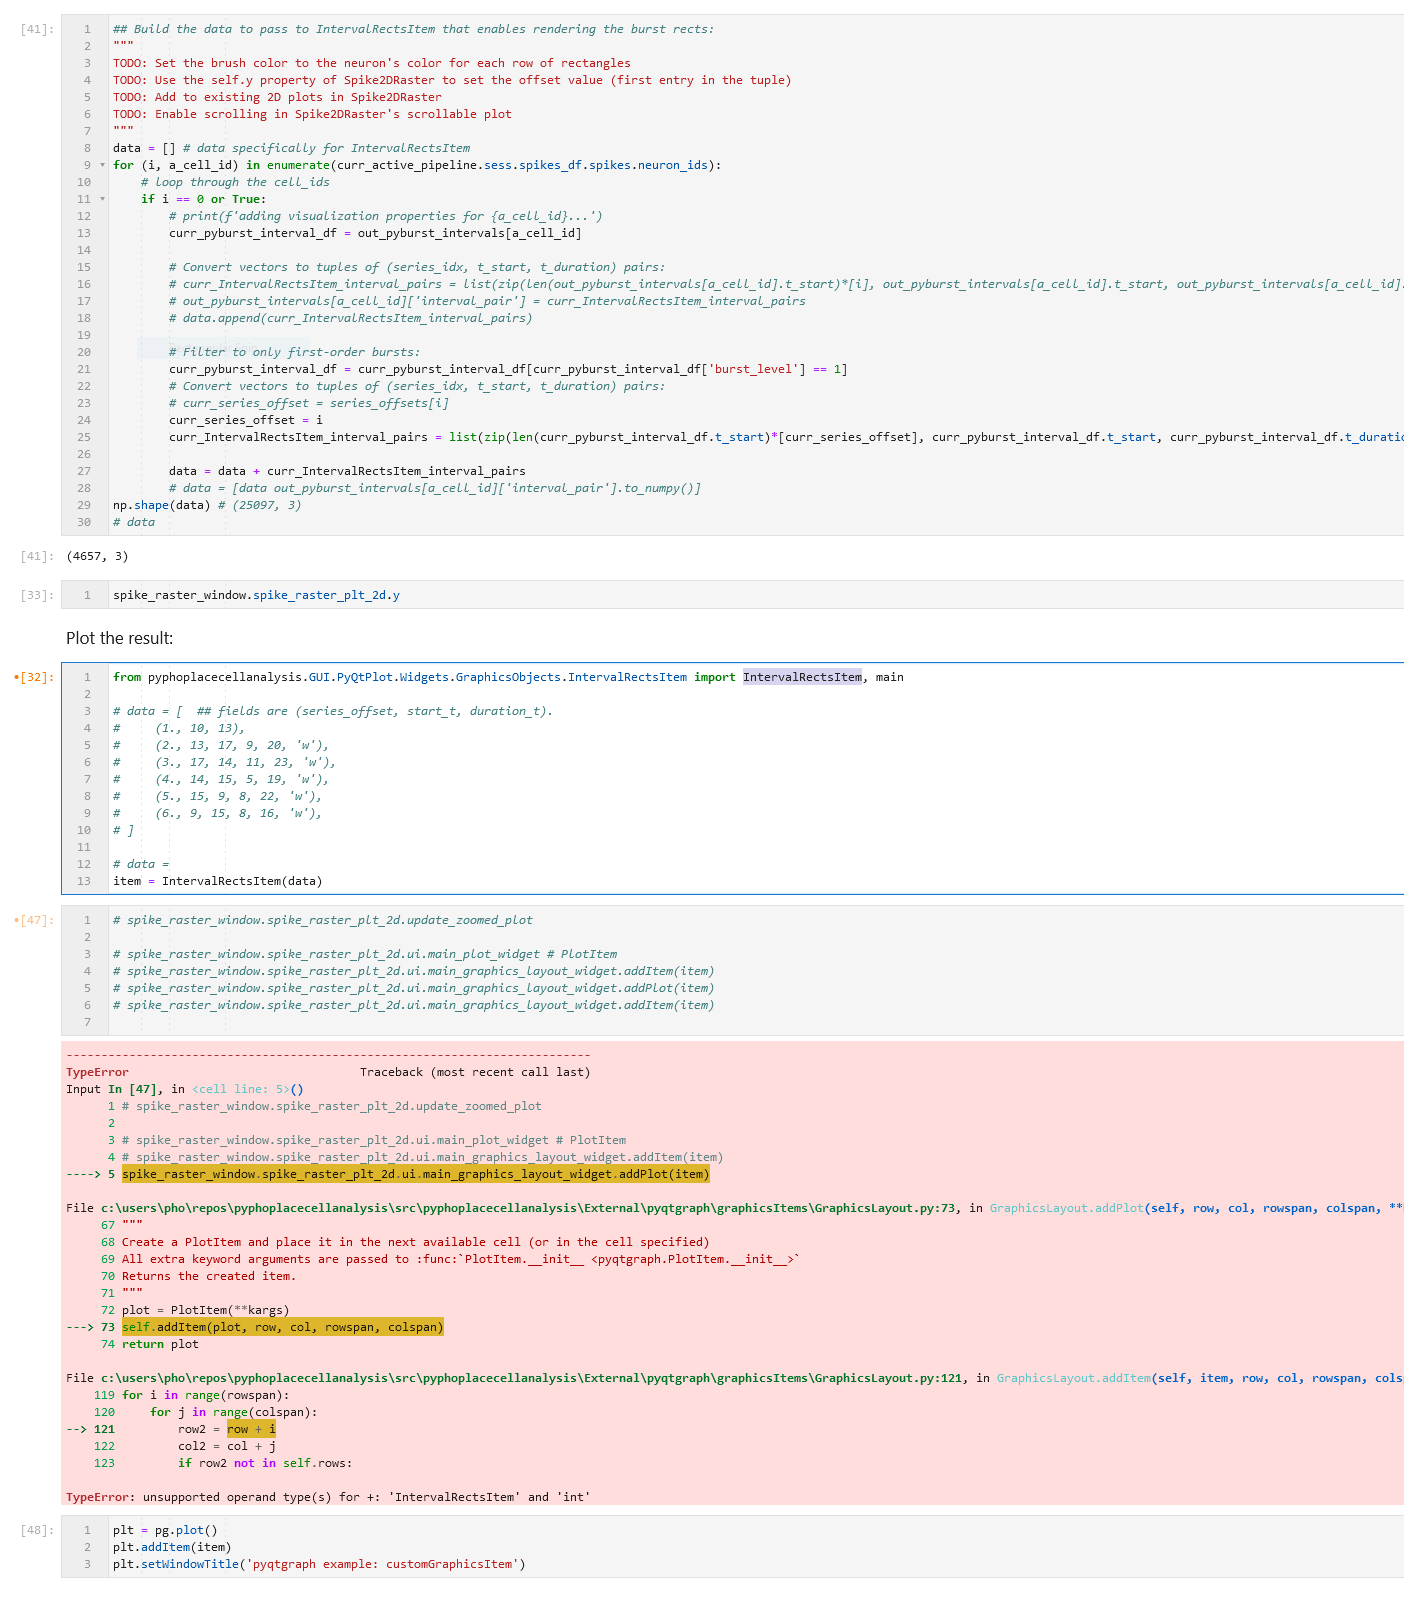 [41]:
1 ## Build the data to pass to IntervalRectsItem that enables rendering the burst rects:
2 """
3 TODO: Set the brush color to the neuron's color for each row of rectangles
4 TODO: Use the self.y property of Spike2DRaster to set the offset value (first entry in the tuple)
5 TODO: Add to existing 2D plots in Spike2DRaster
6 TODO: Enable scrolling in Spike2DRaster's scrollable plot
7 """
8 data = [] # data specifically for IntervalRectsItem
9 for (i, a_cell_id) in enumerate(curr_active_pipeline.sess.spikes_df.spikes.neuron_ids):
10     # loop through the cell_ids
11     if i == 0 or True:
12         # print(f'adding visualization properties for {a_cell_id}...')
13         curr_pyburst_interval_df = out_pyburst_intervals[a_cell_id]
14
15         # Convert vectors to tuples of (series_idx, t_start, t_duration) pairs:
16         # curr_IntervalRectsItem_interval_pairs = list(zip(len(out_pyburst_intervals[a_cell_id].t_start)*[i], out_pyburst_intervals[a_cell_id].t_start, out_pyburst_intervals[a_cell_id].
17         # out_pyburst_intervals[a_cell_id]['interval_pair'] = curr_IntervalRectsItem_interval_pairs
18         # data.append(curr_IntervalRectsItem_interval_pairs)
19
20         # Filter to only first-order bursts:
21         curr_pyburst_interval_df = curr_pyburst_interval_df[curr_pyburst_interval_df['burst_level'] == 1]
22         # Convert vectors to tuples of (series_idx, t_start, t_duration) pairs:
23         # curr_series_offset = series_offsets[i]
24         curr_series_offset = i
25         curr_IntervalRectsItem_interval_pairs = list(zip(len(curr_pyburst_interval_df.t_start)*[curr_series_offset], curr_pyburst_interval_df.t_start, curr_pyburst_interval_df.t_duratio
26
27         data = data + curr_IntervalRectsItem_interval_pairs
28         # data = [data out_pyburst_intervals[a_cell_id]['interval_pair'].to_numpy()]
29 np.shape(data) # (25097, 3)
30 # data
[41]: (4657, 3)
[33]:
1 spike_raster_window.spike_raster_plt_2d.y
Plot the result:
•[32]:
1 from pyphoplacecellanalysis.GUI.PyQtPlot.Widgets.GraphicsObjects.IntervalRectsItem import IntervalRectsItem, main
2
3 # data = [  ## fields are (series_offset, start_t, duration_t).
4 #     (1., 10, 13),
5 #     (2., 13, 17, 9, 20, 'w'),
6 #     (3., 17, 14, 11, 23, 'w'),
7 #     (4., 14, 15, 5, 19, 'w'),
8 #     (5., 15, 9, 8, 22, 'w'),
9 #     (6., 9, 15, 8, 16, 'w'),
10 # ]
11
12 # data =
13 item = IntervalRectsItem(data)
•[47]:
1 # spike_raster_window.spike_raster_plt_2d.update_zoomed_plot
2
3 # spike_raster_window.spike_raster_plt_2d.ui.main_plot_widget # PlotItem
4 # spike_raster_window.spike_raster_plt_2d.ui.main_graphics_layout_widget.addItem(item)
5 # spike_raster_window.spike_raster_plt_2d.ui.main_graphics_layout_widget.addPlot(item)
6 # spike_raster_window.spike_raster_plt_2d.ui.main_graphics_layout_widget.addItem(item)
7
---------------------------------------------------------------------------
TypeError                                 Traceback (most recent call last)
Input In [47], in <cell line: 5>()
      1 # spike_raster_window.spike_raster_plt_2d.update_zoomed_plot
      2
      3 # spike_raster_window.spike_raster_plt_2d.ui.main_plot_widget # PlotItem
      4 # spike_raster_window.spike_raster_plt_2d.ui.main_graphics_layout_widget.addItem(item)
----> 5 spike_raster_window.spike_raster_plt_2d.ui.main_graphics_layout_widget.addPlot(item)
File c:\users\pho\repos\pyphoplacecellanalysis\src\pyphoplacecellanalysis\External\pyqtgraph\graphicsItems\GraphicsLayout.py:73, in GraphicsLayout.addPlot(self, row, col, rowspan, colspan, **
     67 """
     68 Create a PlotItem and place it in the next available cell (or in the cell specified)
     69 All extra keyword arguments are passed to :func:`PlotItem.__init__ <pyqtgraph.PlotItem.__init__>`
     70 Returns the created item.
     71 """
     72 plot = PlotItem(**kargs)
---> 73 self.addItem(plot, row, col, rowspan, colspan)
     74 return plot
File c:\users\pho\repos\pyphoplacecellanalysis\src\pyphoplacecellanalysis\External\pyqtgraph\graphicsItems\GraphicsLayout.py:121, in GraphicsLayout.addItem(self, item, row, col, rowspan, cols
    119 for i in range(rowspan):
    120     for j in range(colspan):
--> 121         row2 = row + i
    122         col2 = col + j
    123         if row2 not in self.rows:
TypeError: unsupported operand type(s) for +: 'IntervalRectsItem' and 'int'
[48]:
1 plt = pg.plot()
2 plt.addItem(item)
3 plt.setWindowTitle('pyqtgraph example: customGraphicsItem')